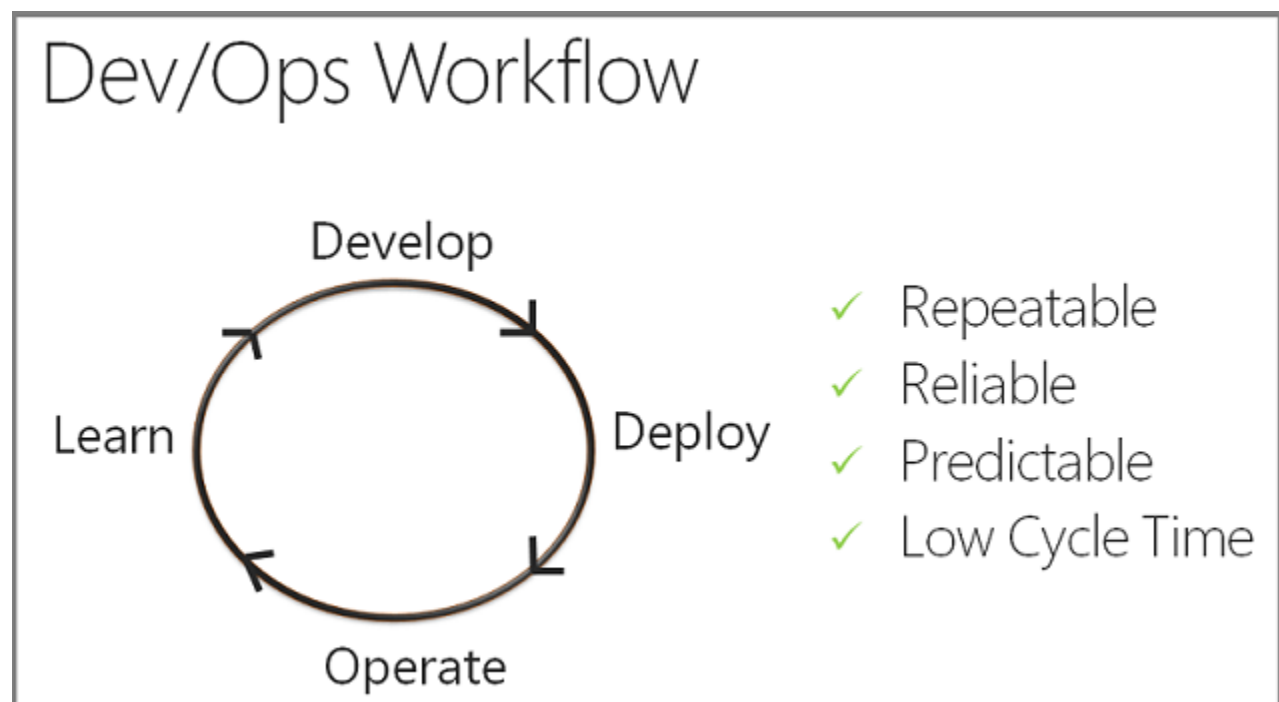 Dev/Ops Workflow
Develop
Learn
Deploy
Operate
Repeatable
Reliable
Predictable
Low Cycle Time